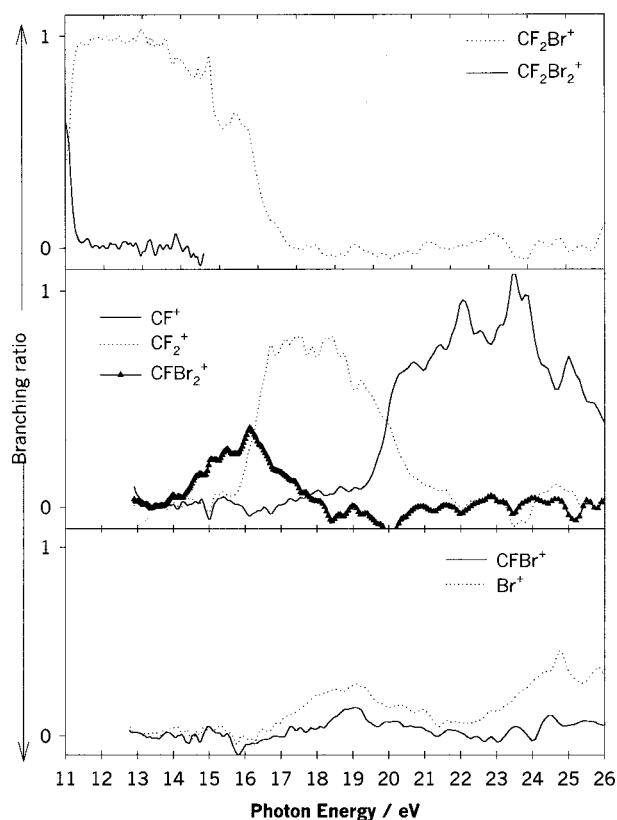 1
CF₂Br⁺
CF₂Br₂⁺
0
1
CF⁺
CF₂⁺
CFBr₂⁺
0
Branching ratio
1
CFBr⁺
Br⁺
0
11 12 13 14 15 16 17 18 19 20 21 22 23 24 25 26
Photon Energy / eV